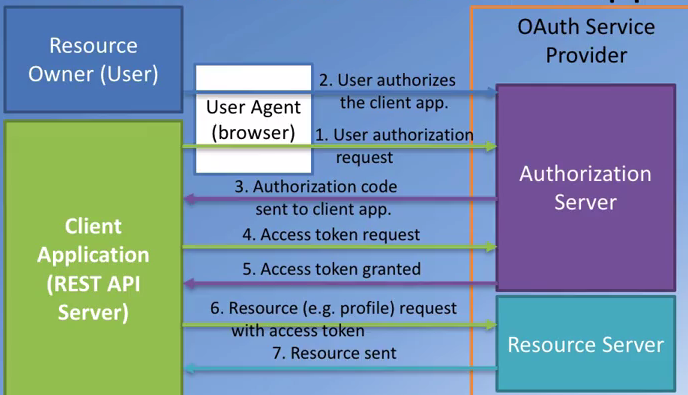 Resource
Owner (User)
User Agent
(browser)
OAuth Service
Provider
2. User authorizes
the client app.
1. User authorization
request
3. Authorization code
sent to client app.
4. Access token request
5. Access token granted
6. Resource (e.g. profile) request
with access token
7. Resource sent
Client
Application
(REST API
Server)
Authorization
Server
Resource Server